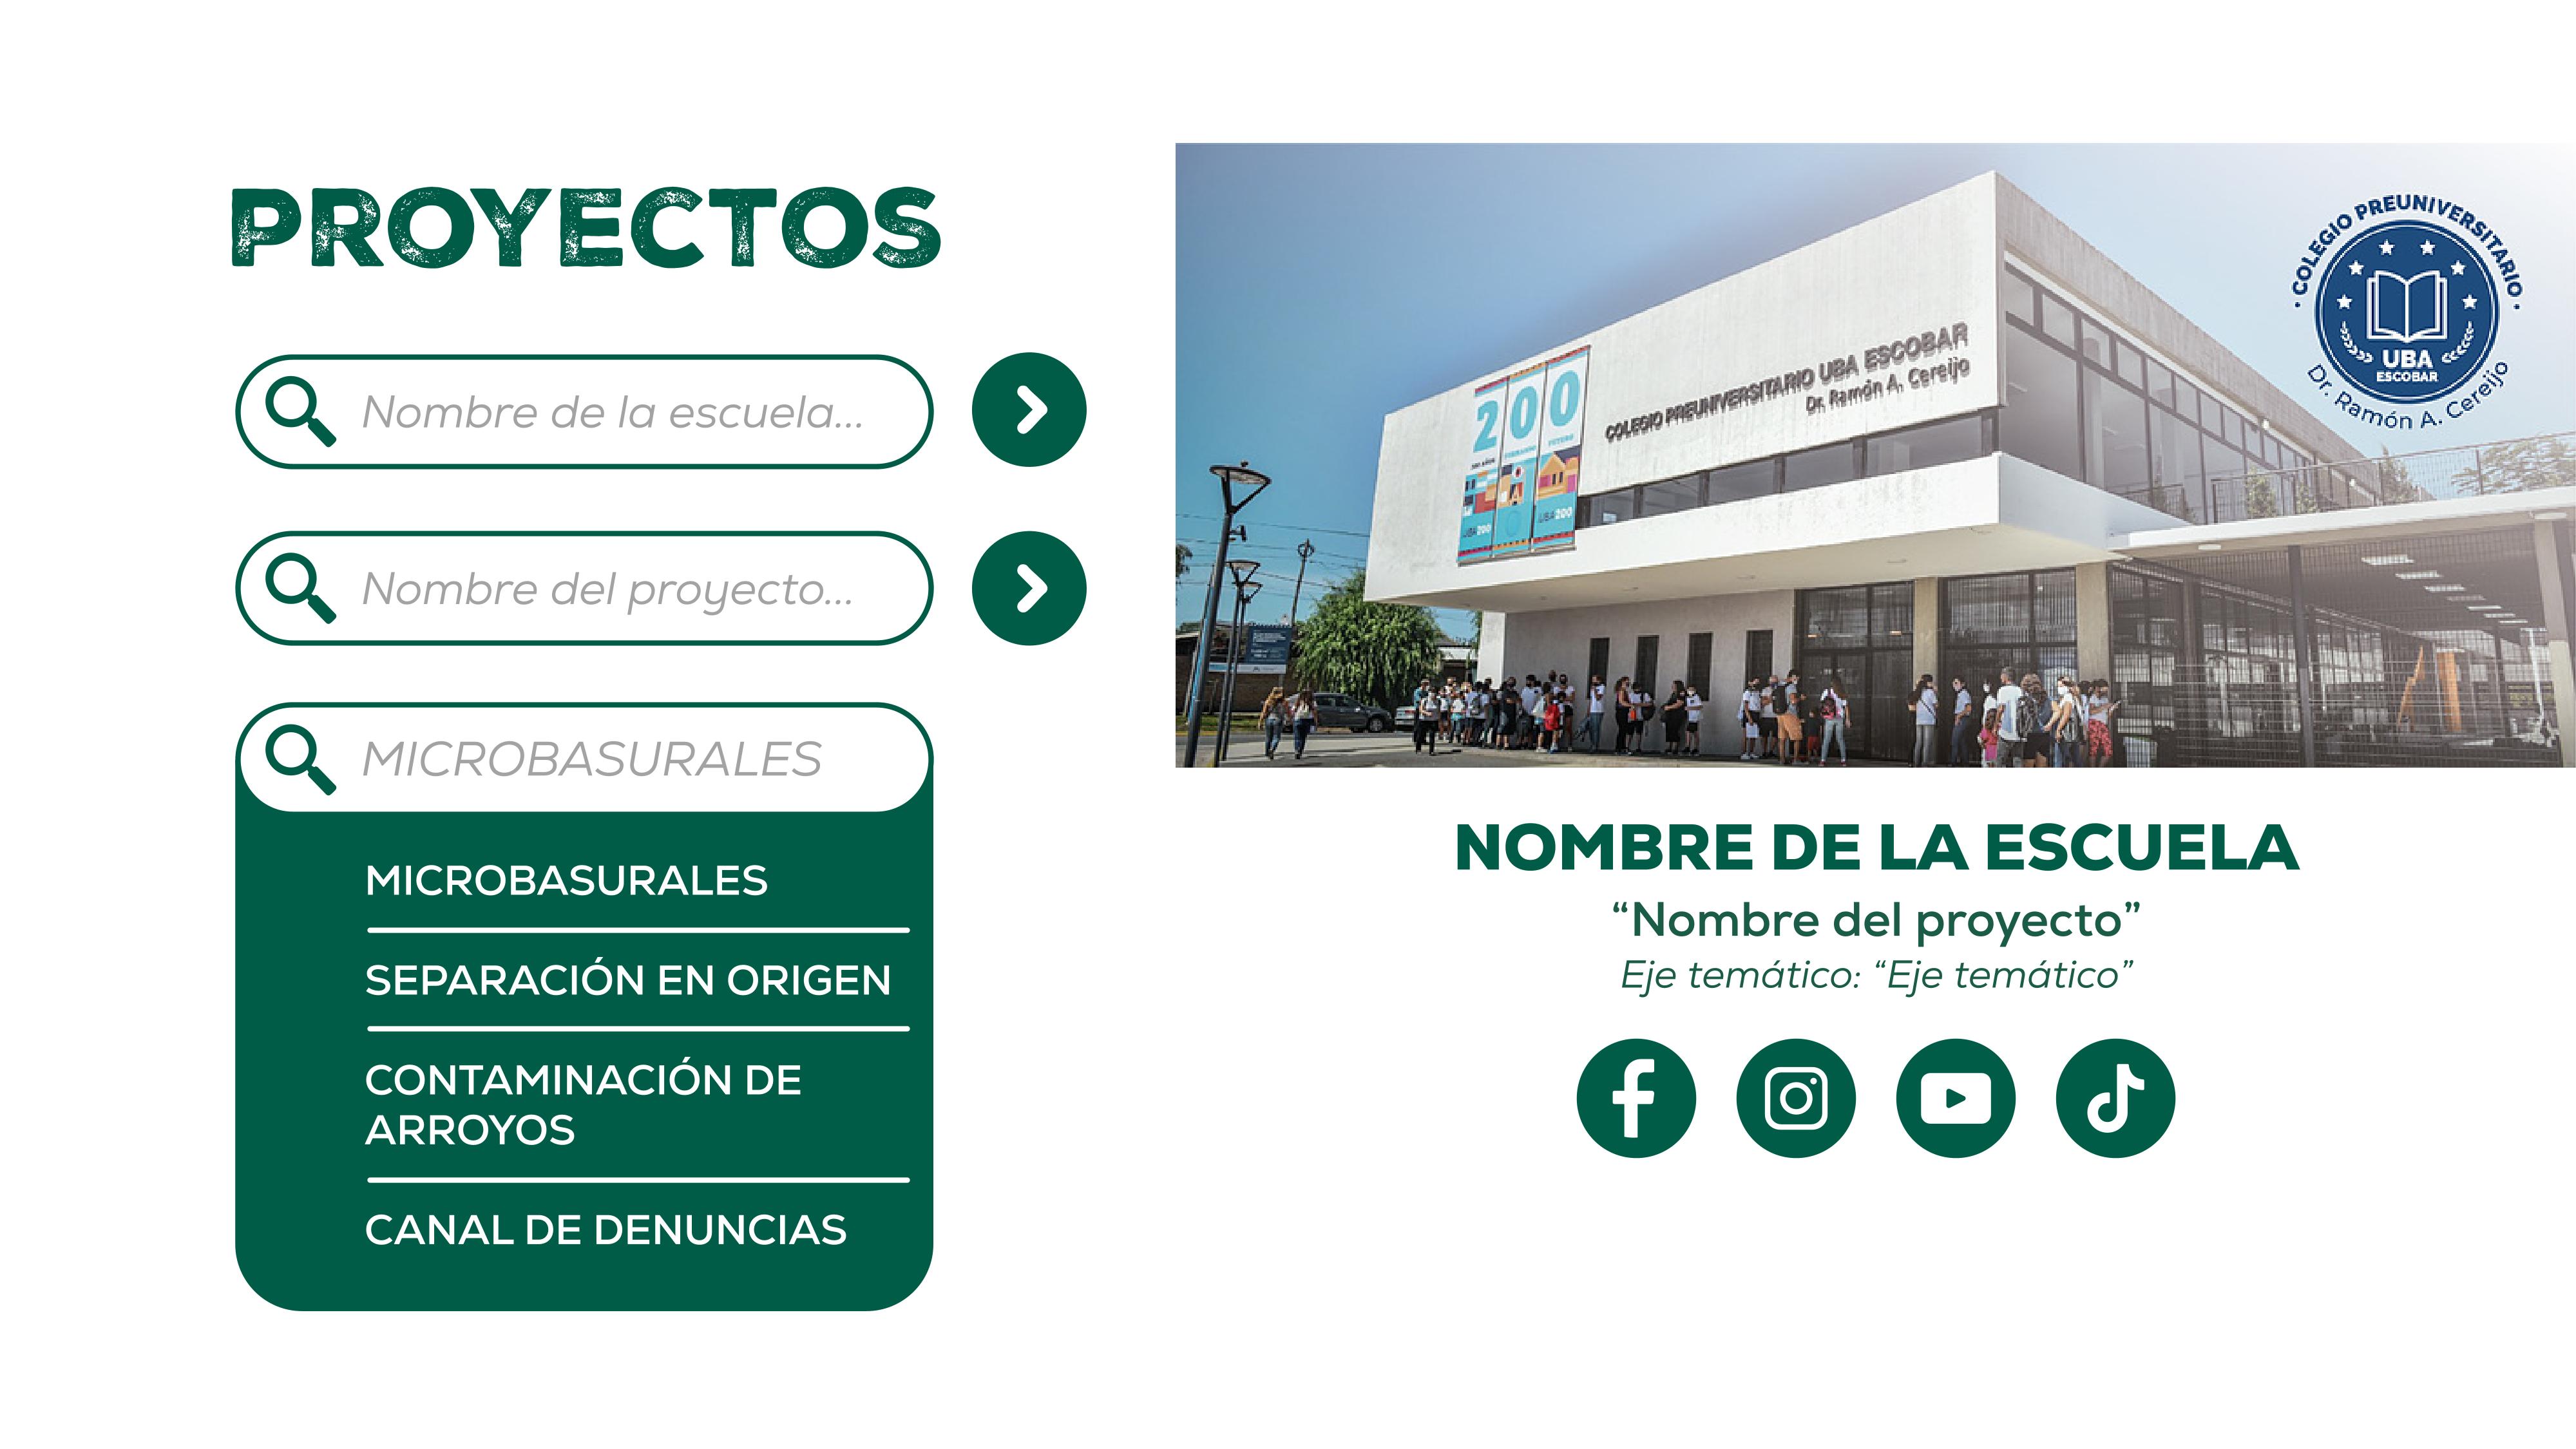 PROYECTOS
Nombre de la escuela...
Nombre del proyecto...
MICROBASURALES
MICROBASURALES
SEPARACIÓN EN ORIGEN
CONTAMINACIÓN DE
ARROYOS
CANAL DE DENUNCIAS
200
UBA200
UBA200
COLEGIO PREUNIVERSITARIO UBA ESCOBAR
Dr. Ramón A. Cereijo
· COLEGIO PREUNIVERSITARIO ·
UBA
ESCOBAR
Dr. Ramón A. Cereijo
NOMBRE DE LA ESCUELA
“Nombre del proyecto”
Eje temático: “Eje temático”